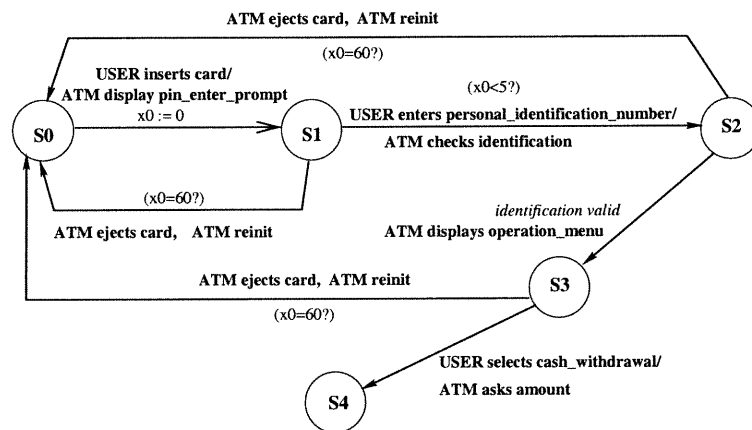 ATM ejects card, ATM reinit
(x0=60?)
USER inserts card/
ATM display pin_enter_prompt
x0 := 0
(x0<5?)
USER enters personal_identification_number/
ATM checks identification
S0
S1
S2
(x0=60?)
ATM ejects card, ATM reinit
identification valid
ATM displays operation_menu
ATM ejects card, ATM reinit
(x0=60?)
S3
USER selects cash_withdrawal/
ATM asks amount
S4